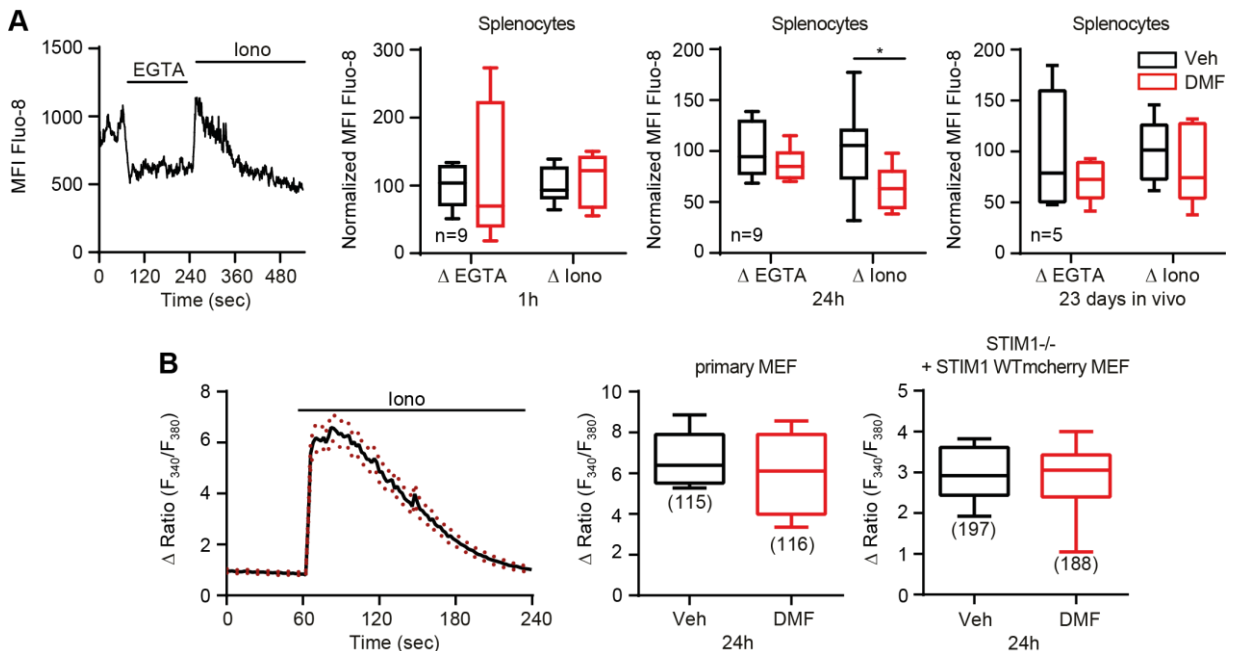 A
MFI Fluo-8
1500
1000
500
0
EGTA
Iono
0 120 240 360 480
Time (sec)
Splenocytes
Normalized MFI Fluo-8
300
200
100
0
n=9
Δ EGTA Δ Iono
1h
Splenocytes
Normalized MFI Fluo-8
200
150
100
50
0
*
n=9
Δ EGTA Δ Iono
24h
Splenocytes
Normalized MFI Fluo-8
200
150
100
50
0
Veh
DMF
n=5
Δ EGTA Δ Iono
23 days in vivo
B
Δ Ratio (F340/F380)
8
6
4
2
0
Iono
0 60 120 180 240
Time (sec)
primary MEF
Δ Ratio (F340/F380)
10
8
6
4
2
0
(115)
(116)
Veh DMF
24h
STIM1-/-
+ STIM1 WTmcherry MEF
Δ Ratio (F340/F380)
5
4
3
2
1
0
(197)
(188)
Veh DMF
24h